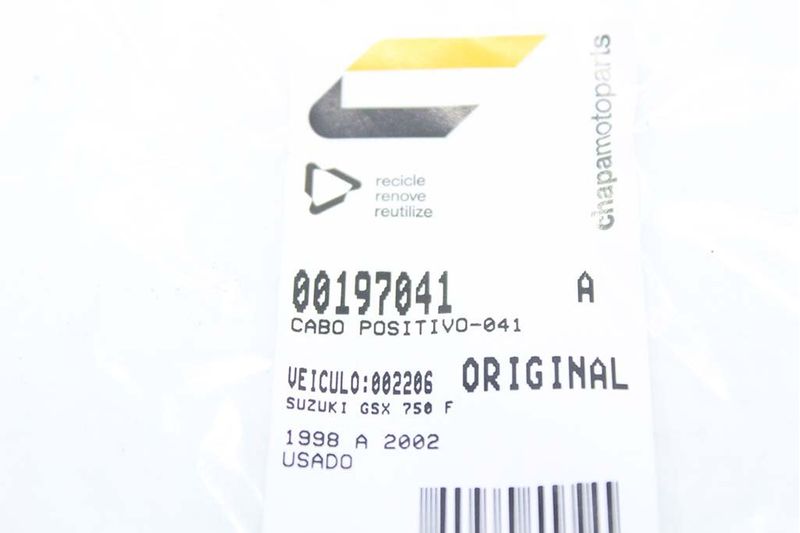 chapamotoparts
recicle
renove
reutilize
00197041 A
CABO POSITIVO-041
VEICULO:002206 ORIGINAL
SUZUKI GSX 750 F
1998 A 2002
USADO